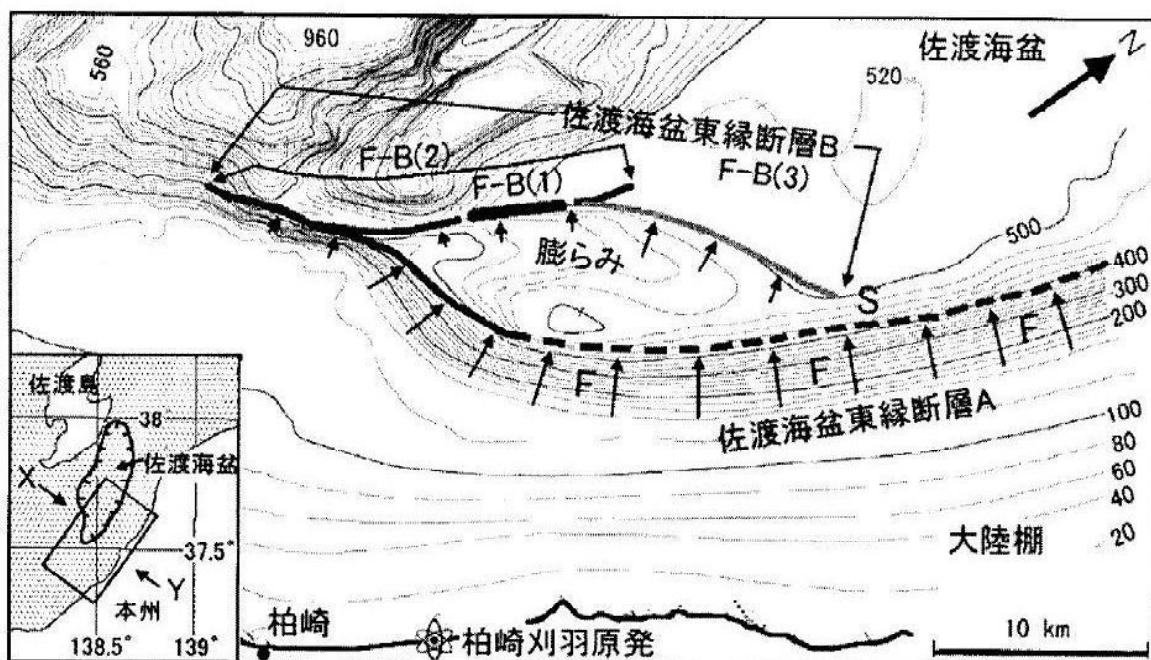 960
560
佐渡海盆
520
N
佐渡海盆東縁断層B
F-B(2)
F-B(1)
F-B(3)
膨らみ
500
400
300
200
S
F
F
F
佐渡海盆東縁断層A
100
80
60
40
20
大陸棚
佐渡島
38°
佐渡海盆
X
37.5°
Y
本州
138.5°
139°
柏崎
柏崎刈羽原発
10 km